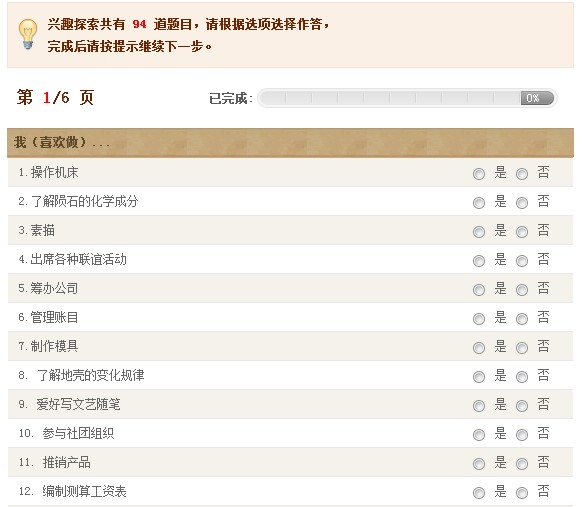 兴趣探索共有 94 道题目，请根据选项选择作答，
完成后请按提示继续下一步。
第 1/6 页 已完成: 0%
我（喜欢做）...
1. 操作机床 是 否
2. 了解陨石的化学成分 是 否
3. 素描 是 否
4. 出席各种联谊活动 是 否
5. 筹办公司 是 否
6. 管理账目 是 否
7. 制作模具 是 否
8. 了解地壳的变化规律 是 否
9. 爱好写文艺随笔 是 否
10. 参与社团组织 是 否
11. 推销产品 是 否
12. 编制测算工资表 是 否